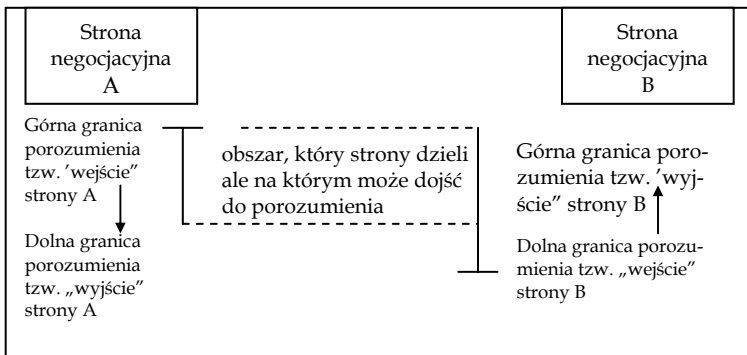 Strona
negocjacyjna
A
Strona
negocjacyjna
B
Górna granica
porozumienia
tzw. 'wejście”
strony A
Dolna granica
porozumienia
tzw. „wyjście”
strony A
obszar, który strony dzieli
ale na którym może dojść
do porozumienia
Górna granica poro-
zumienia tzw. 'wyj-
ście” strony B
Dolna granica porozu-
mienia tzw. „wejście”
strony B